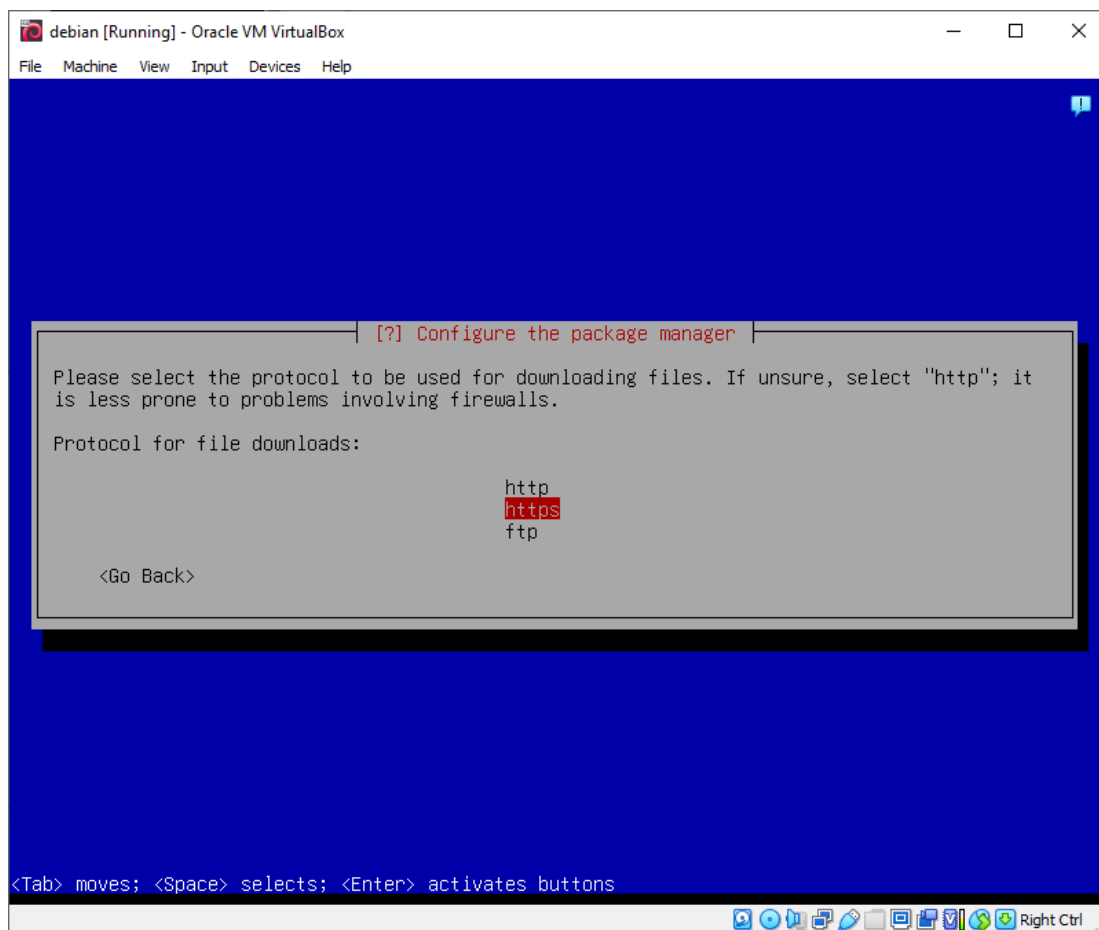 debian [Running] - Oracle VM VirtualBox
File Machine View Input Devices Help
[?] Configure the package manager
Please select the protocol to be used for downloading files. If unsure, select "http"; it
is less prone to problems involving firewalls.
Protocol for file downloads:
http
https
ftp
<Go Back>
<Tab> moves; <Space> selects; <Enter> activates buttons
Right Ctrl